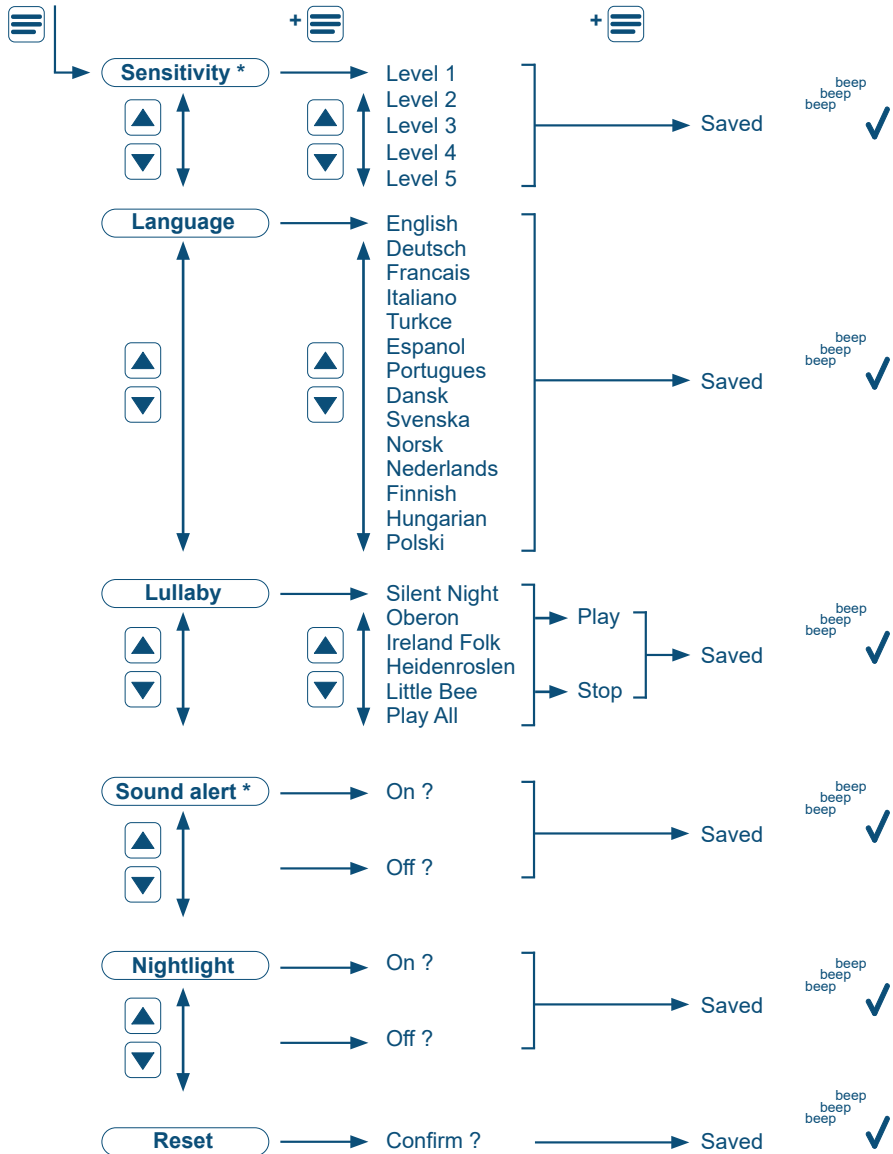 +
+
Sensitivity *
Level 1
Level 2
Level 3
Level 4
Level 5
Saved
beep
beep
beep
Language
English
Deutsch
Francais
Italiano
Turkce
Espanol
Portugues
Dansk
Svenska
Norsk
Nederlands
Finnish
Hungarian
Polski
Saved
beep
beep
beep
Lullaby
Silent Night
Oberon
Ireland Folk
Heidenroslen
Little Bee
Play All
Play
Stop
Saved
beep
beep
beep
Sound alert *
On ?
Off ?
Saved
beep
beep
beep
Nightlight
On ?
Off ?
Saved
beep
beep
beep
Reset
Confirm ?
Saved
beep
beep
beep